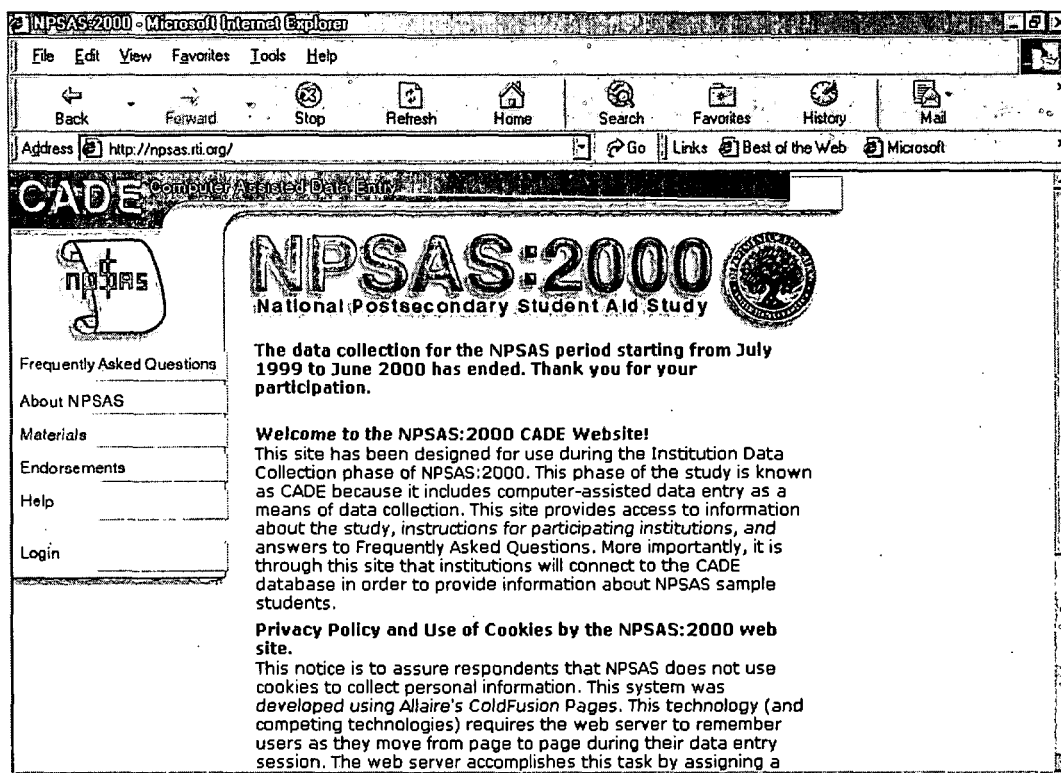 NPSAS:2000 - Microsoft Internet Explorer
File Edit View Favorites Tools Help
Back Forward Stop Refresh Home Search Favorites History Mail
Address http://npsas.rti.org/ Go Links Best of the Web Microsoft
CADE Computer Assisted Data Entry
npsas
NPSAS:2000
National Postsecondary Student Aid Study
Frequently Asked Questions
About NPSAS
Materials
Endorsements
Help
Login
The data collection for the NPSAS period starting from July
1999 to June 2000 has ended. Thank you for your
participation.
Welcome to the NPSAS:2000 CADE Website!
This site has been designed for use during the Institution Data
Collection phase of NPSAS:2000. This phase of the study is known
as CADE because it includes computer-assisted data entry as a
means of data collection. This site provides access to information
about the study, instructions for participating institutions, and
answers to Frequently Asked Questions. More importantly, it is
through this site that institutions will connect to the CADE
database in order to provide information about NPSAS sample
students.
Privacy Policy and Use of Cookies by the NPSAS:2000 web
site.
This notice is to assure respondents that NPSAS does not use
cookies to collect personal information. This system was
developed using Allaire's ColdFusion Pages. This technology (and
competing technologies) requires the web server to remember
users as they move from page to page during their data entry
session. The web server accomplishes this task by assigning a